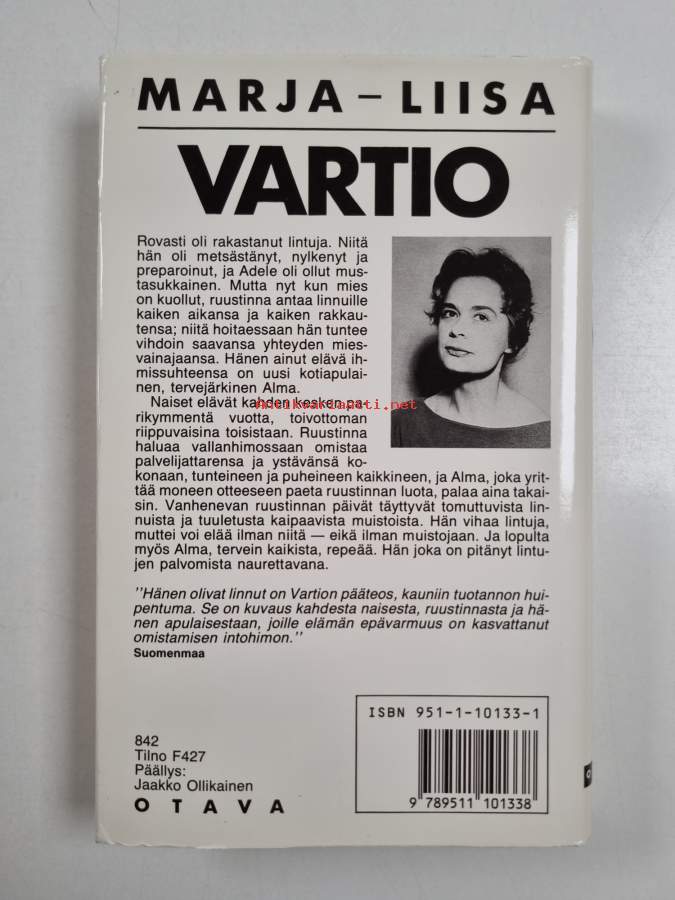 MARJA–LIISA
VARTIO
Rovasti oli rakastanut lintuja. Niitä
hän oli metsästänyt, nylkenyt ja
preparoinut, ja Adele oli ollut mus-
tasukkainen. Mutta nyt kun mies
on kuollut, ruustinna antaa linnuille
kaiken aikansa ja kaiken rakkau-
tensa; niitä hoitaessaan hän tuntee
vihdoin saavansa yhteyden mies-
vainajaansa. Hänen ainut elävä ih-
missuhteensa on uusi kotiapulai-
nen, tervejärkinen Alma.
Naiset elävät kahden kesken pa-
rikymmentä vuotta, toivottoman
riippuvaisina toisistaan. Ruustinna
haluaa vallanhimossaan omistaa
palvelijattarensa ja ystävänsä ko-
konaan, tunteineen ja puheineen kaikkineen, ja Alma, joka yrit-
tää moneen otteeseen paeta ruustinnan luota, palaa aina takai-
sin. Vanhenevan ruustinnan päivät täyttyvät tomuttuvista lin-
nuista ja tuuletusta kaipaavista muistoista. Hän vihaa lintuja,
muttei voi elää ilman niitä — eikä ilman muistojaan. Ja lopulta
myös Alma, tervein kaikista, repeää. Hän joka on pitänyt lintu-
jen palvomista naurettavana.
''Hänen olivat linnut on Vartion pääteos, kauniin tuotannon hui-
pentuma. Se on kuvaus kahdesta naisesta, ruustinnasta ja hä-
nen apulaisestaan, joille elämän epävarmuus on kasvattanut
omistamisen intohimon.''
Suomenmaa
ISBN 951-1-10133-1
9 789511 101338
842
Tilno F427
Päällys:
Jaakko Ollikainen
OTAVA
Antikvariaatti.net